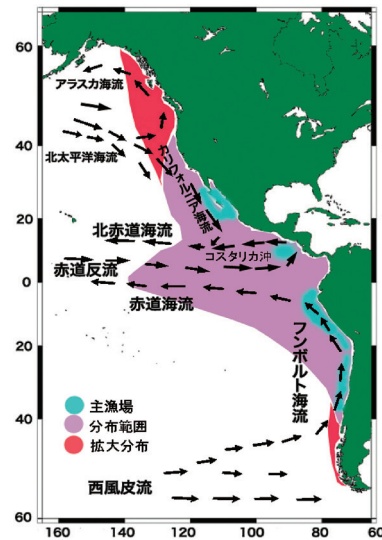 60
アラスカ海流
40
北太平洋海流
カリフォルニア海流
20
北赤道海流
コスタリカ沖
赤道反流
0
赤道海流
フンボルト海流
20
主漁場
分布範囲
40
拡大分布
西風皮流
60
160 140 120 100 80 60